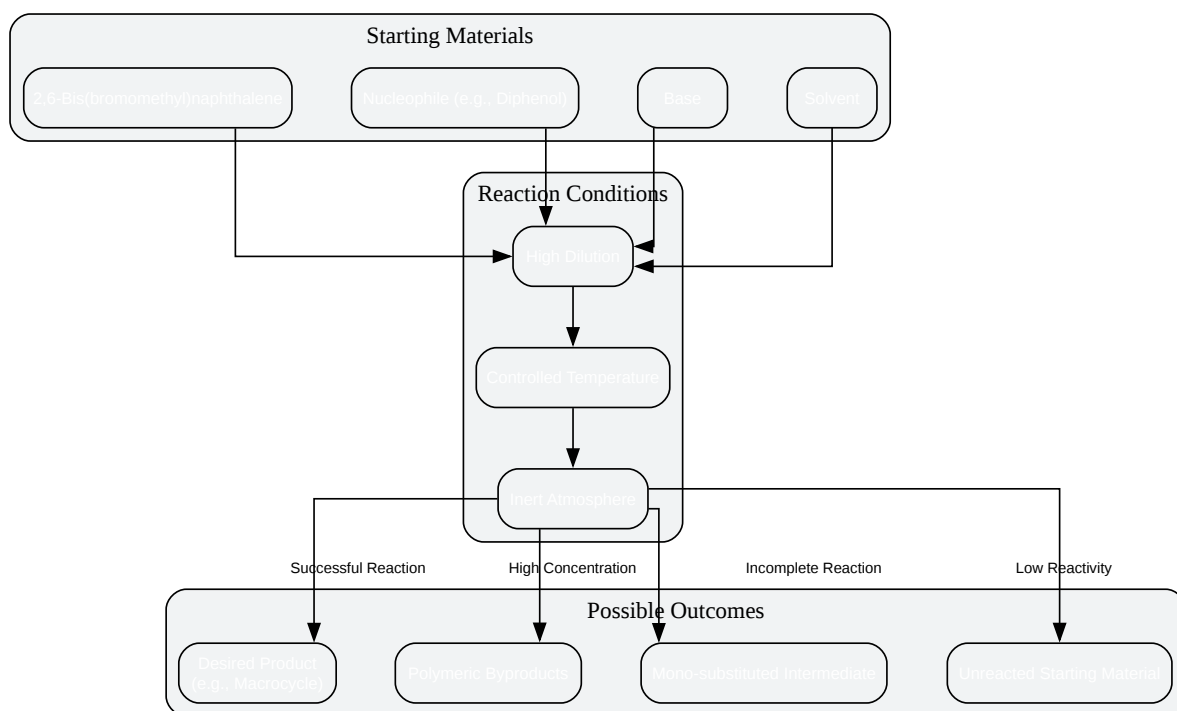 Starting Materials
2,6-Bis(bromomethyl)naphthalene
Nucleophile (e.g., Diphenol)
Base
Solvent
Reaction Conditions
High Dilution
Controlled Temperature
Inert Atmosphere
Successful Reaction
High Concentration
Incomplete Reaction
Low Reactivity
Possible Outcomes
Desired Product
(e.g., Macrocycle)
Polymeric Byproducts
Mono-substituted Intermediate
Unreacted Starting Material